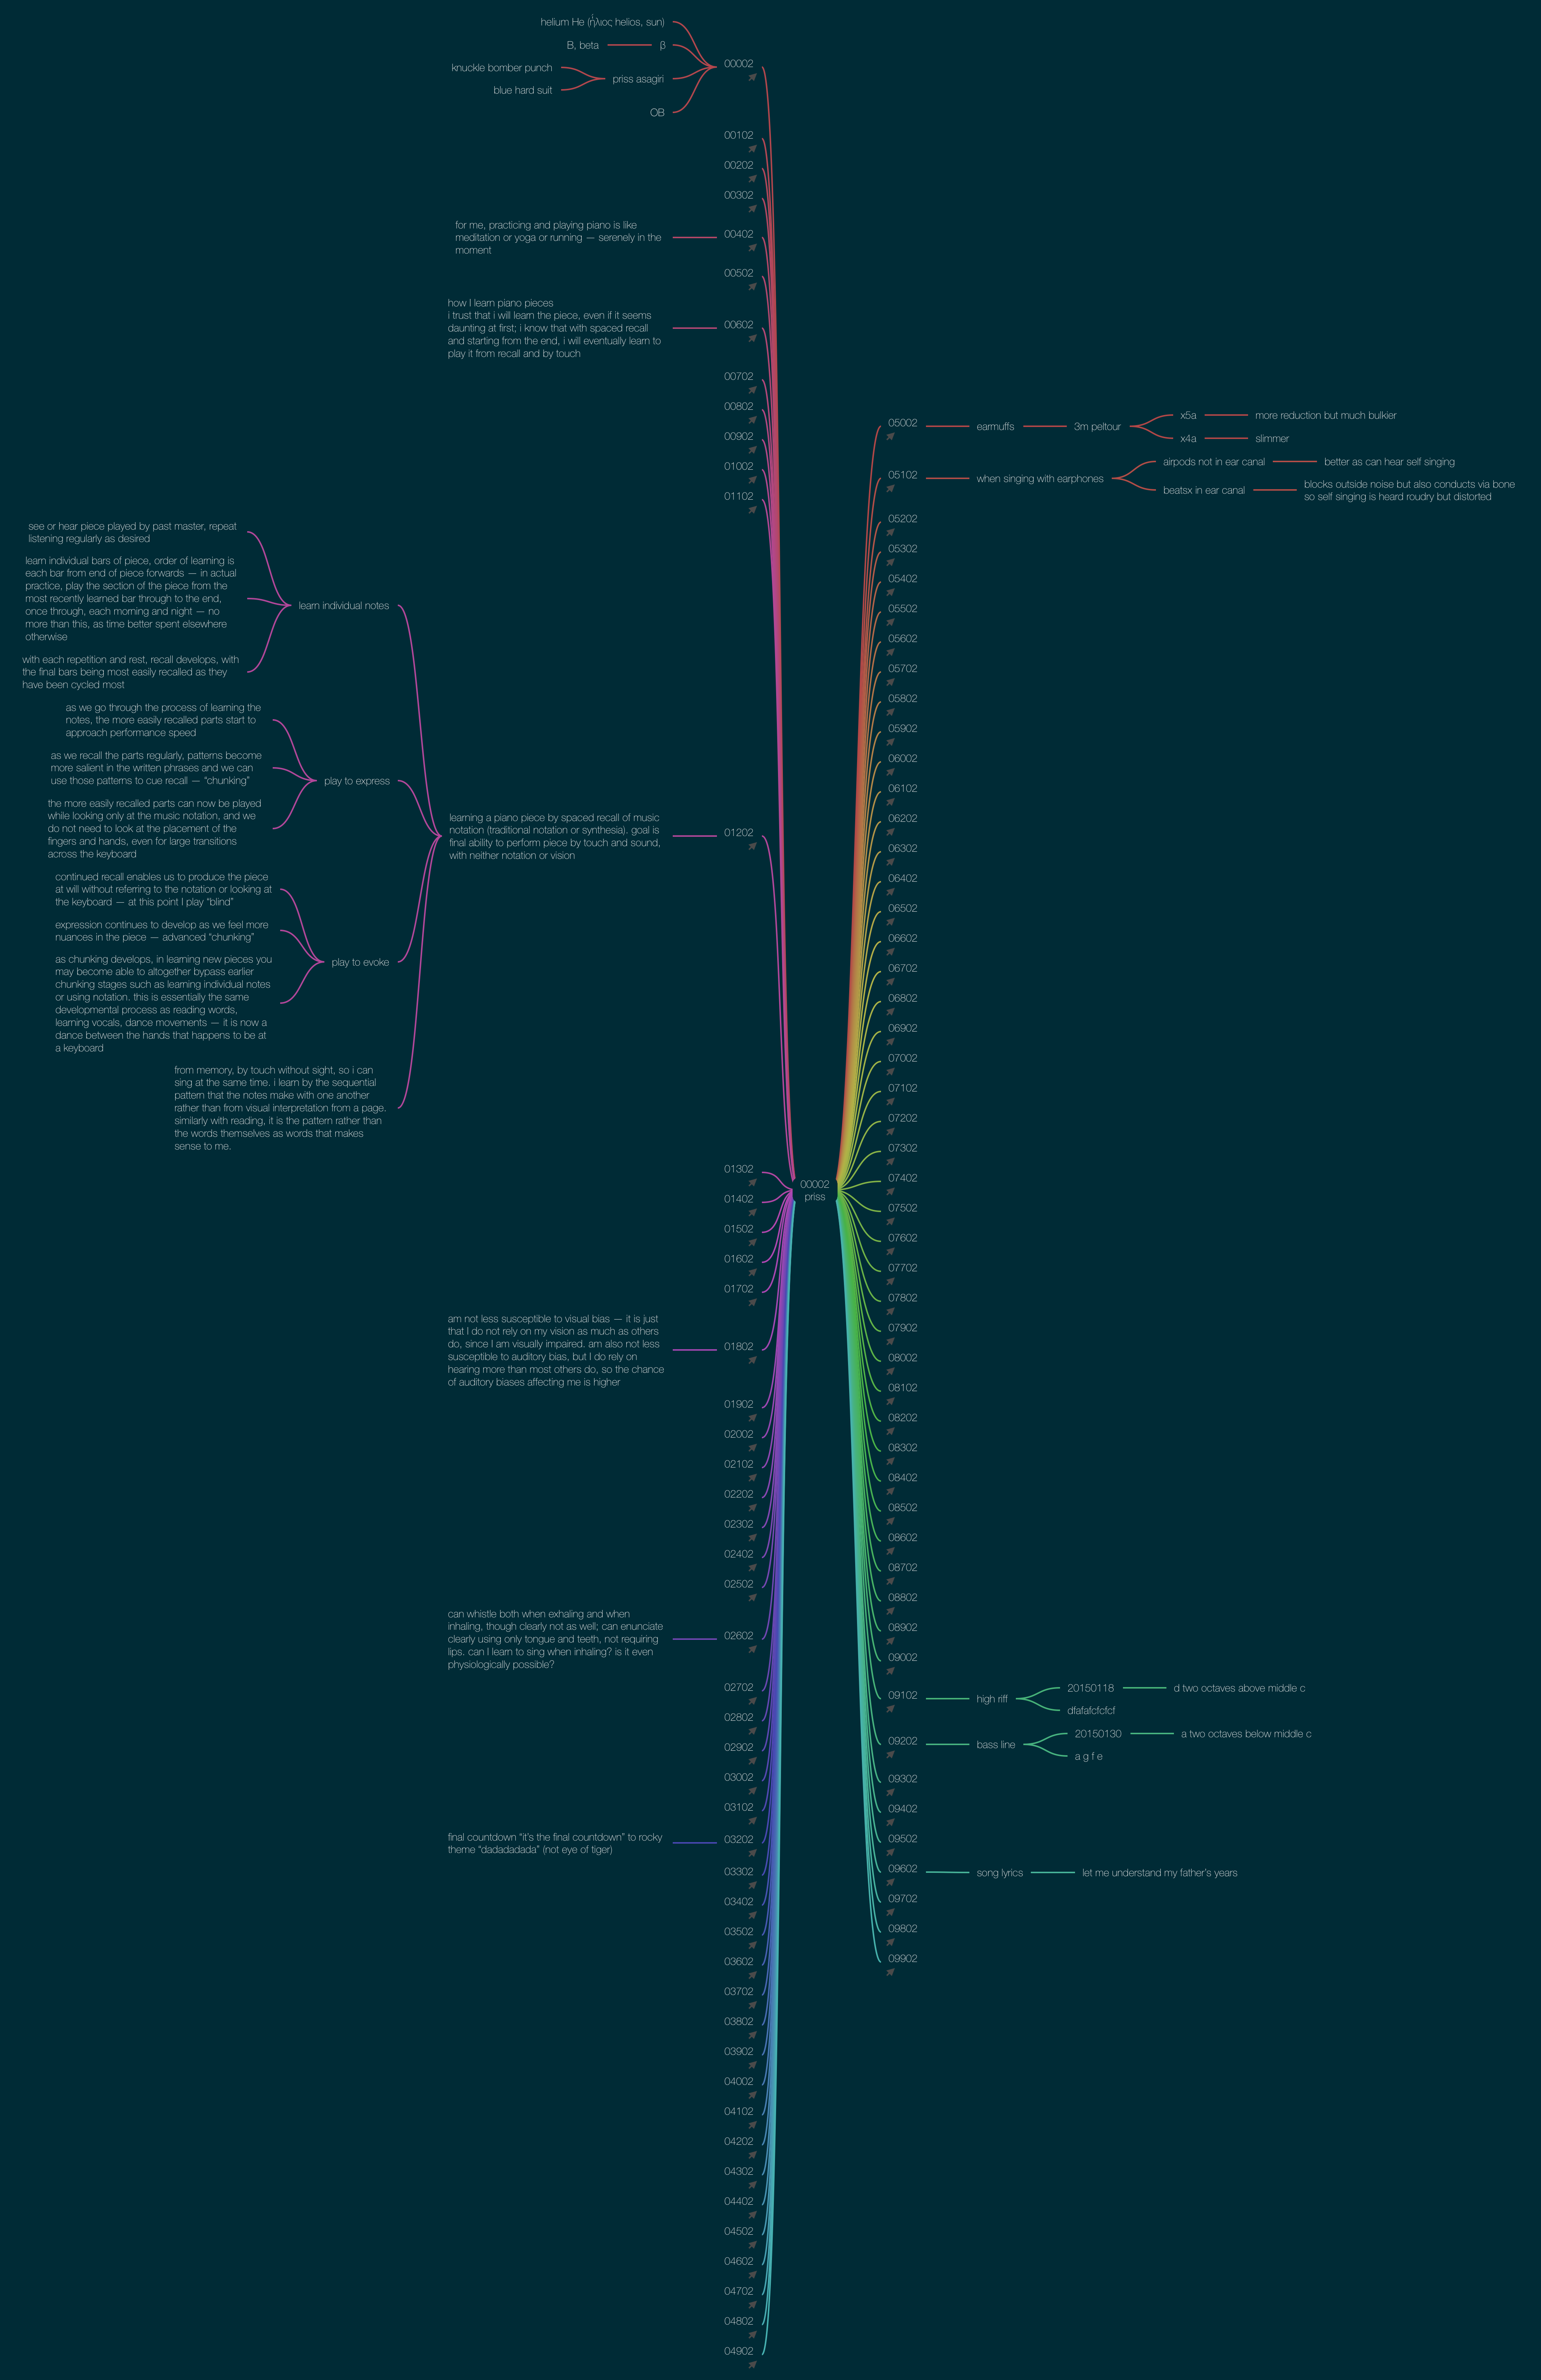 helium He (ἥλιος helios, sun)
B, beta
β
knuckle bomber punch
blue hard suit
priss asagiri
OB
00002
00102
00202
00302
for me, practicing and playing piano is like
meditation or yoga or running — serenely in the
moment
00402
00502
how I learn piano pieces
i trust that i will learn the piece, even if it seems
daunting at first; i know that with spaced recall
and starting from the end, i will eventually learn to
play it from recall and by touch
00602
00702
00802
00902
01002
01102
see or hear piece played by past master, repeat
listening regularly as desired
learn individual bars of piece, order of learning is
each bar from end of piece forwards — in actual
practice, play the section of the piece from the
most recently learned bar through to the end,
once through, each morning and night — no
more than this, as time better spent elsewhere
otherwise
with each repetition and rest, recall develops, with
the final bars being most easily recalled as they
have been cycled most
learn individual notes
as we go through the process of learning the
notes, the more easily recalled parts start to
approach performance speed
as we recall the parts regularly, patterns become
more salient in the written phrases and we can
use those patterns to cue recall — “chunking”
the more easily recalled parts can now be played
while looking only at the music notation, and we
do not need to look at the placement of the
fingers and hands, even for large transitions
across the keyboard
play to express
continued recall enables us to produce the piece
at will without referring to the notation or looking at
the keyboard — at this point I play “blind”
expression continues to develop as we feel more
nuances in the piece — advanced “chunking”
as chunking develops, in learning new pieces you
may become able to altogether bypass earlier
chunking stages such as learning individual notes
or using notation. this is essentially the same
developmental process as reading words,
learning vocals, dance movements — it is now a
dance between the hands that happens to be at
a keyboard
play to evoke
from memory, by touch without sight, so i can
sing at the same time. i learn by the sequential
pattern that the notes make with one another
rather than from visual interpretation from a page.
similarly with reading, it is the pattern rather than
the words themselves as words that makes
sense to me.
learning a piano piece by spaced recall of music
notation (traditional notation or synthesia). goal is
final ability to perform piece by touch and sound,
with neither notation or vision
01202
01302
01402
01502
01602
01702
am not less susceptible to visual bias — it is just
that I do not rely on my vision as much as others
do, since I am visually impaired. am also not less
susceptible to auditory bias, but I do rely on
hearing more than most others do, so the chance
of auditory biases affecting me is higher
01802
01902
02002
02102
02202
02302
02402
02502
can whistle both when exhaling and when
inhaling, though clearly not as well; can enunciate
clearly using only tongue and teeth, not requiring
lips. can I learn to sing when inhaling? is it even
physiologically possible?
02602
02702
02802
02902
03002
03102
final countdown “it’s the final countdown” to rocky
theme “dadadadada” (not eye of tiger)
03202
03302
03402
03502
03602
03702
03802
03902
04002
04102
04202
04302
04402
04502
04602
04702
04802
04902
00002
priss
05002
earmuffs
3m peltour
x5a
more reduction but much bulkier
x4a
slimmer
05102
when singing with earphones
airpods not in ear canal
better as can hear self singing
beatsx in ear canal
blocks outside noise but also conducts via bone
so self singing is heard roudry but distorted
05202
05302
05402
05502
05602
05702
05802
05902
06002
06102
06202
06302
06402
06502
06602
06702
06802
06902
07002
07102
07202
07302
07402
07502
07602
07702
07802
07902
08002
08102
08202
08302
08402
08502
08602
08702
08802
08902
09002
09102
high riff
20150118
d two octaves above middle c
dfafafcfcfcf
09202
bass line
20150130
a two octaves below middle c
a g f e
09302
09402
09502
09602
song lyrics
let me understand my father’s years
09702
09802
09902